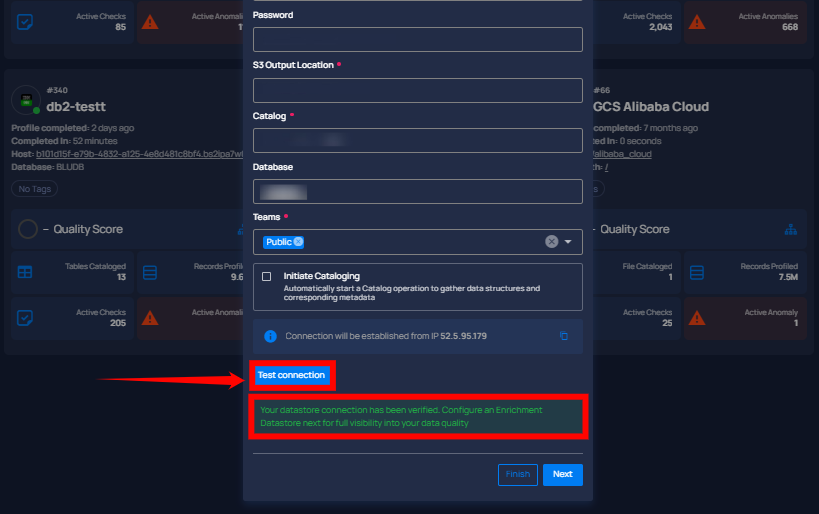 Active Checks
85
Active Anomalies
Password
S3 Output Location *
Catalog *
Database
Teams *
Public
Initiate Cataloging
Automatically start a Catalog operation to gather data structures and
corresponding metadata
Connection will be established from IP 52.5.95.179
Test connection
Your datastore connection has been verified. Configure an Enrichment
Datastore next for full visibility into your data quality
Finish
Next
#340
db2-testt
Profile completed: 2 days ago
Completed In: 52 minutes
Host: b101d15f-e79b-4832-a125-4e8d481c8bf4.bs2ipa7w
Database: BLUDB
No Tags
– Quality Score
Tables Cataloged
13
Records Profiled
9.6
Active Checks
205
Active Anomal
Active Checks
2,043
Active Anomalies
668
#66
GCS Alibaba Cloud
completed: 7 months ago
In: 0 seconds
/alibaba_cloud
th: /
– Quality Score
File Cataloged
1
Records Profiled
7.5M
Active Checks
25
Active Anomaly
1